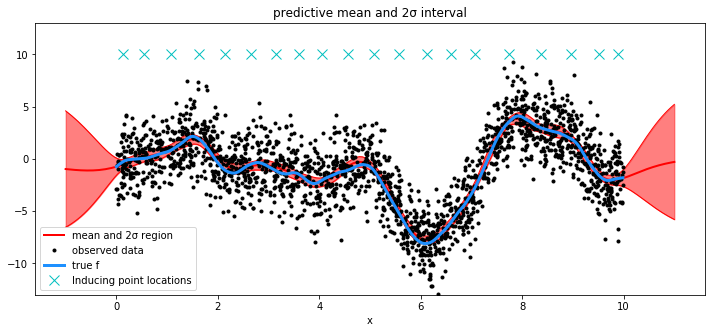 predictive mean and 2σ interval
10
5
0
−5
−10
mean and 2σ region
observed data
true f
Inducing point locations
0 2 4 6 8 10
x